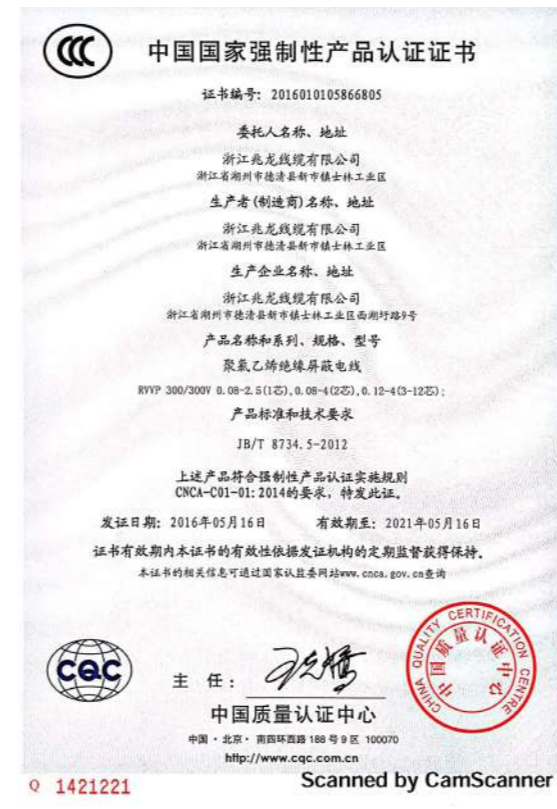 中国国家强制性产品认证证书
证书编号: 2016010105866805
委托人名称、地址
浙江兆龙线缆有限公司
浙江省湖州市德清县新市镇士林工业区
生产者(制造商)名称、地址
浙江兆龙线缆有限公司
浙江省湖州市德清县新市镇士林工业区
生产企业名称、地址
浙江兆龙线缆有限公司
浙江省湖州市德清县新市镇士林工业区西湖圩路9号
产品名称和系列、规格、型号
聚氯乙烯绝缘屏蔽电线
RVVP 300/300V 0.08-2.5(1芯),0.08-4(2芯),0.12-4(3-12芯);
产品标准和技术要求
JB/T 8734.5-2012
上述产品符合强制性产品认证实施规则
CNCA-C01-01:2014的要求,特发此证。
发证日期: 2016年05月16日 有效期至: 2021年05月16日
证书有效期内本证书的有效性依据发证机构的定期监督获得保持。
本证书的相关信息可通过国家认监委网站www.cnca.gov.cn查询
CHINA QUALITY CERTIFICATION CENTRE
中国质量认证中心
CQC
主 任:
中国质量认证中心
中国·北京·南四环西路188号9区 100070
http://www.cqc.com.cn
Q 1421221
Scanned by CamScanner